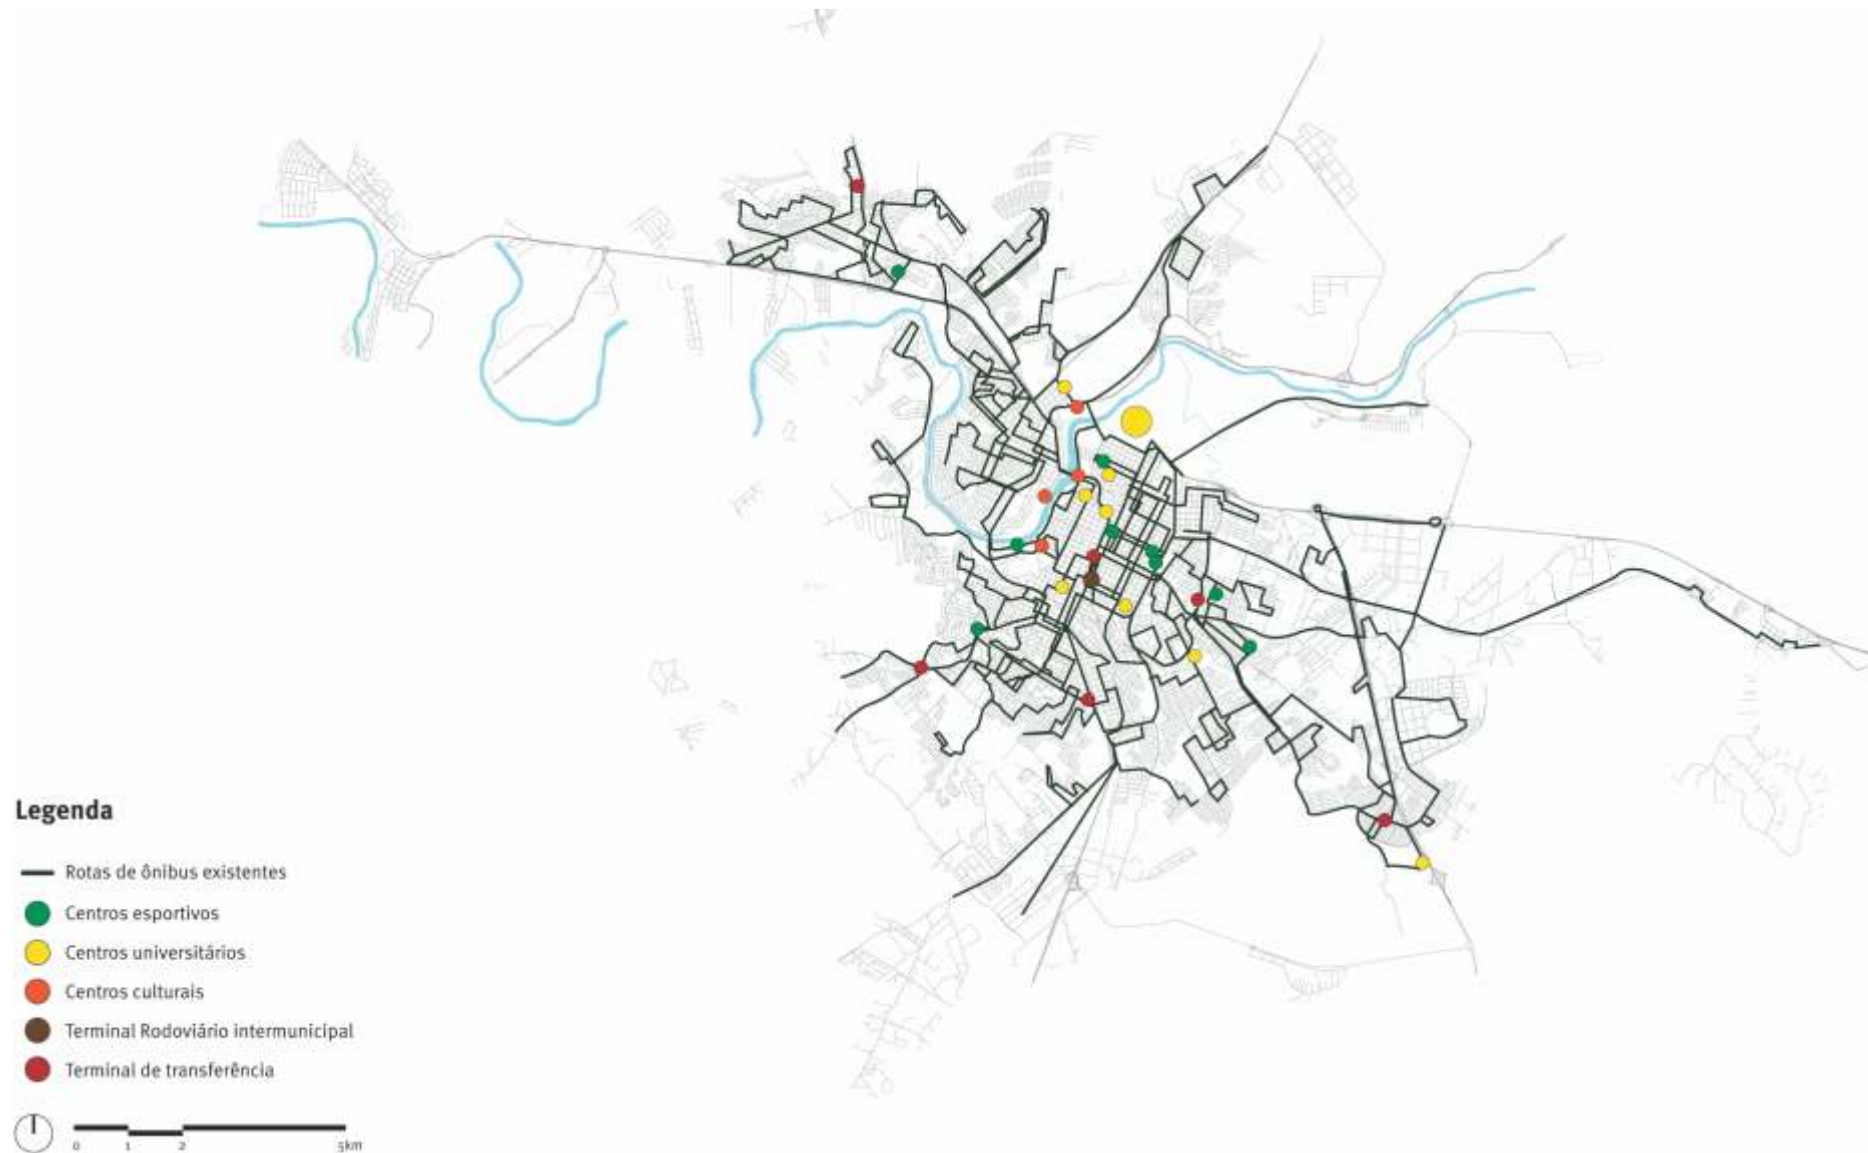 Legenda
Rotas de ônibus existentes
Centros esportivos
Centros universitários
Centros culturais
Terminal Rodoviário intermunicipal
Terminal de transferência
0 1 2 5km